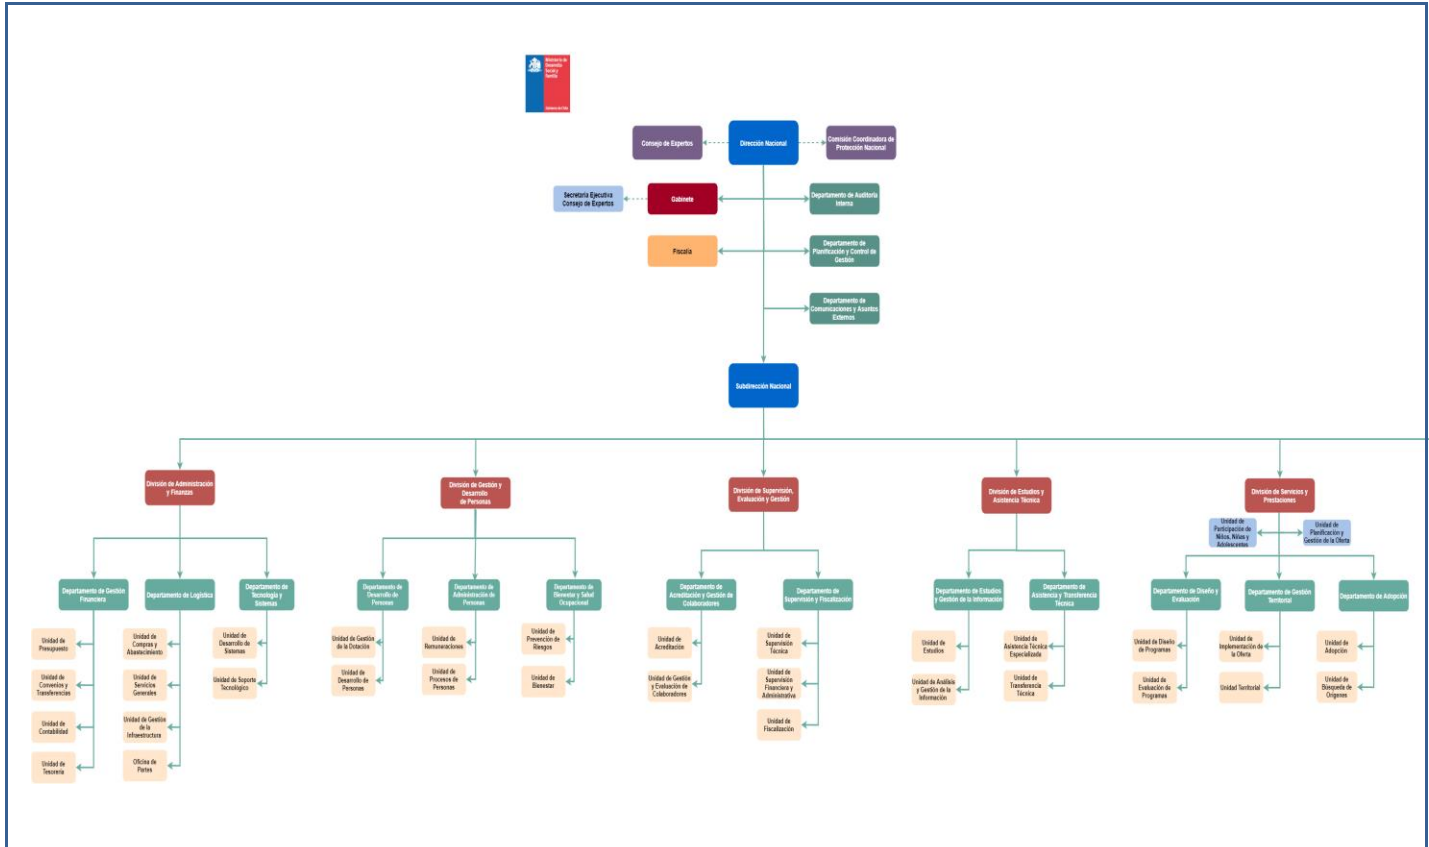 Ministerio de
Desarrollo
Social y
Familia
Gobierno de Chile
Consejo de Expertos
Dirección Nacional
Comisión Coordinadora de
Protección Nacional
Secretaría Ejecutiva
Consejo de Expertos
Gabinete
Departamento de Auditoría
Interna
Fiscalía
Departamento de
Planificación y Control de
Gestión
Departamento de
Comunicaciones y Asuntos
Externos
Subdirección Nacional
División de Administración
y Finanzas
División de Gestión y
Desarrollo
de Personas
División de Supervisión,
Evaluación y Gestión
División de Estudios y
Asistencia Técnica
División de Servicios y
Prestaciones
Unidad de
Participación de
Niños, Niñas y
Adolescentes
Unidad de
Planificación y
Gestión de la Oferta
Departamento de Gestión
Financiera
Departamento de Logística
Departamento de
Tecnología y
Sistemas
Departamento de
Desarrollo de
Personas
Departamento de
Administración de
Personas
Departamento de
Bienestar y Salud
Ocupacional
Departamento de
Acreditación y Gestión de
Colaboradores
Departamento de
Supervisión y Fiscalización
Departamento de Estudios
y Gestión de la Información
Departamento de
Asistencia y Transferencia
Técnica
Departamento de Diseño y
Evaluación
Departamento de Gestión
Territorial
Departamento de Adopción
Unidad de
Presupuesto
Unidad de
Convenios y
Transferencias
Unidad de
Contabilidad
Unidad de
Tesorería
Unidad de
Compras y
Abastecimiento
Unidad de
Servicios
Generales
Unidad de Gestión
de la
Infraestructura
Oficina de
Partes
Unidad de
Desarrollo de
Sistemas
Unidad de Soporte
Tecnológico
Unidad de Gestión
de la Dotación
Unidad de
Desarrollo de
Personas
Unidad de
Remuneraciones
Unidad de
Procesos de
Personas
Unidad de
Prevención de
Riesgos
Unidad de
Bienestar
Unidad de
Acreditación
Unidad de Gestión
y Evaluación de
Colaboradores
Unidad de
Supervisión
Técnica
Unidad de
Supervisión
Financiera y
Administrativa
Unidad de
Fiscalización
Unidad de
Estudios
Unidad de Análisis
y Gestión de la
Información
Unidad de
Asistencia Técnica
Especializada
Unidad de
Transferencia
Técnica
Unidad de Diseño
de Programas
Unidad de
Evaluación de
Programas
Unidad de
Implementación de
la Oferta
Unidad Territorial
Unidad de
Adopción
Unidad de
Búsqueda de
Orígenes